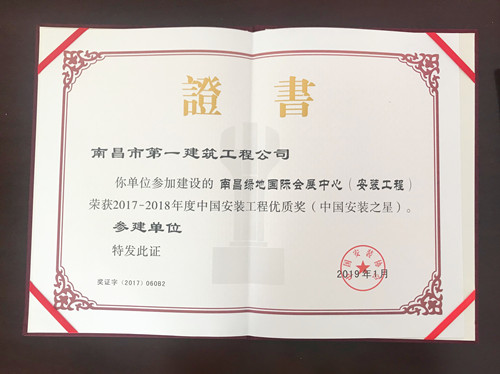 證書
南昌市第一建筑工程公司
你单位参加建设的 南昌绿地国际会展中心（安装工程）
荣获2017-2018年度中国安装工程优质奖（中国安装之星）。
参建单位
特发此证
2019年1月
奖证字（2017）06082